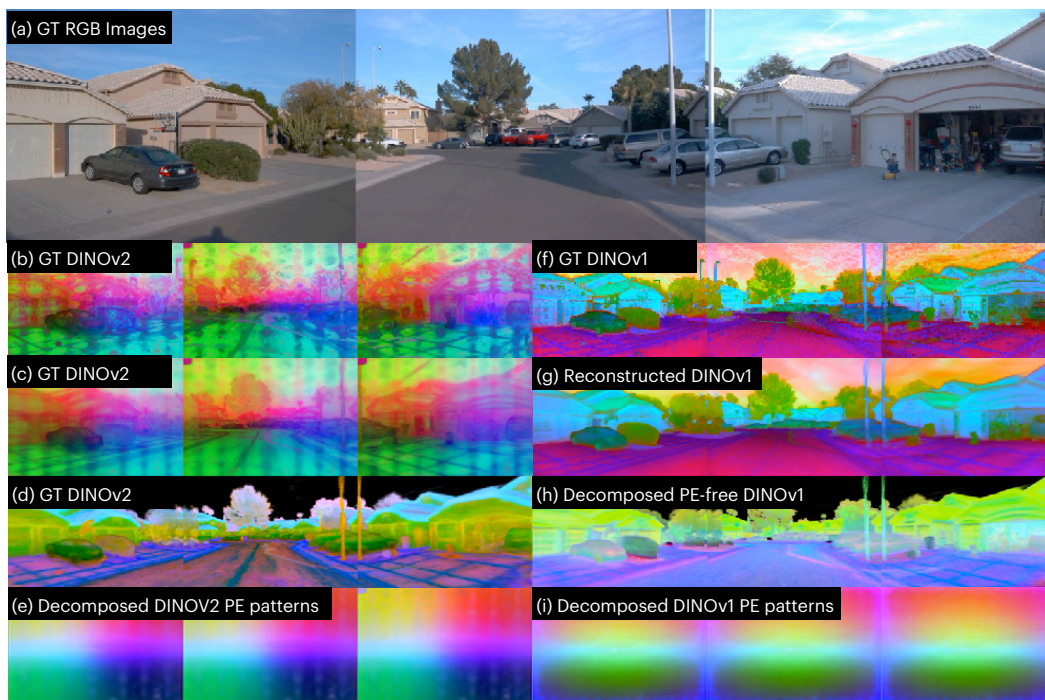 (a) GT RGB Images
(b) GT DINOv2
(f) GT DINOv1
(c) GT DINOv2
(g) Reconstructed DINOv1
(d) GT DINOv2
(h) Decomposed PE-free DINOv1
(e) Decomposed DINOV2 PE patterns
(i) Decomposed DINOv1 PE patterns